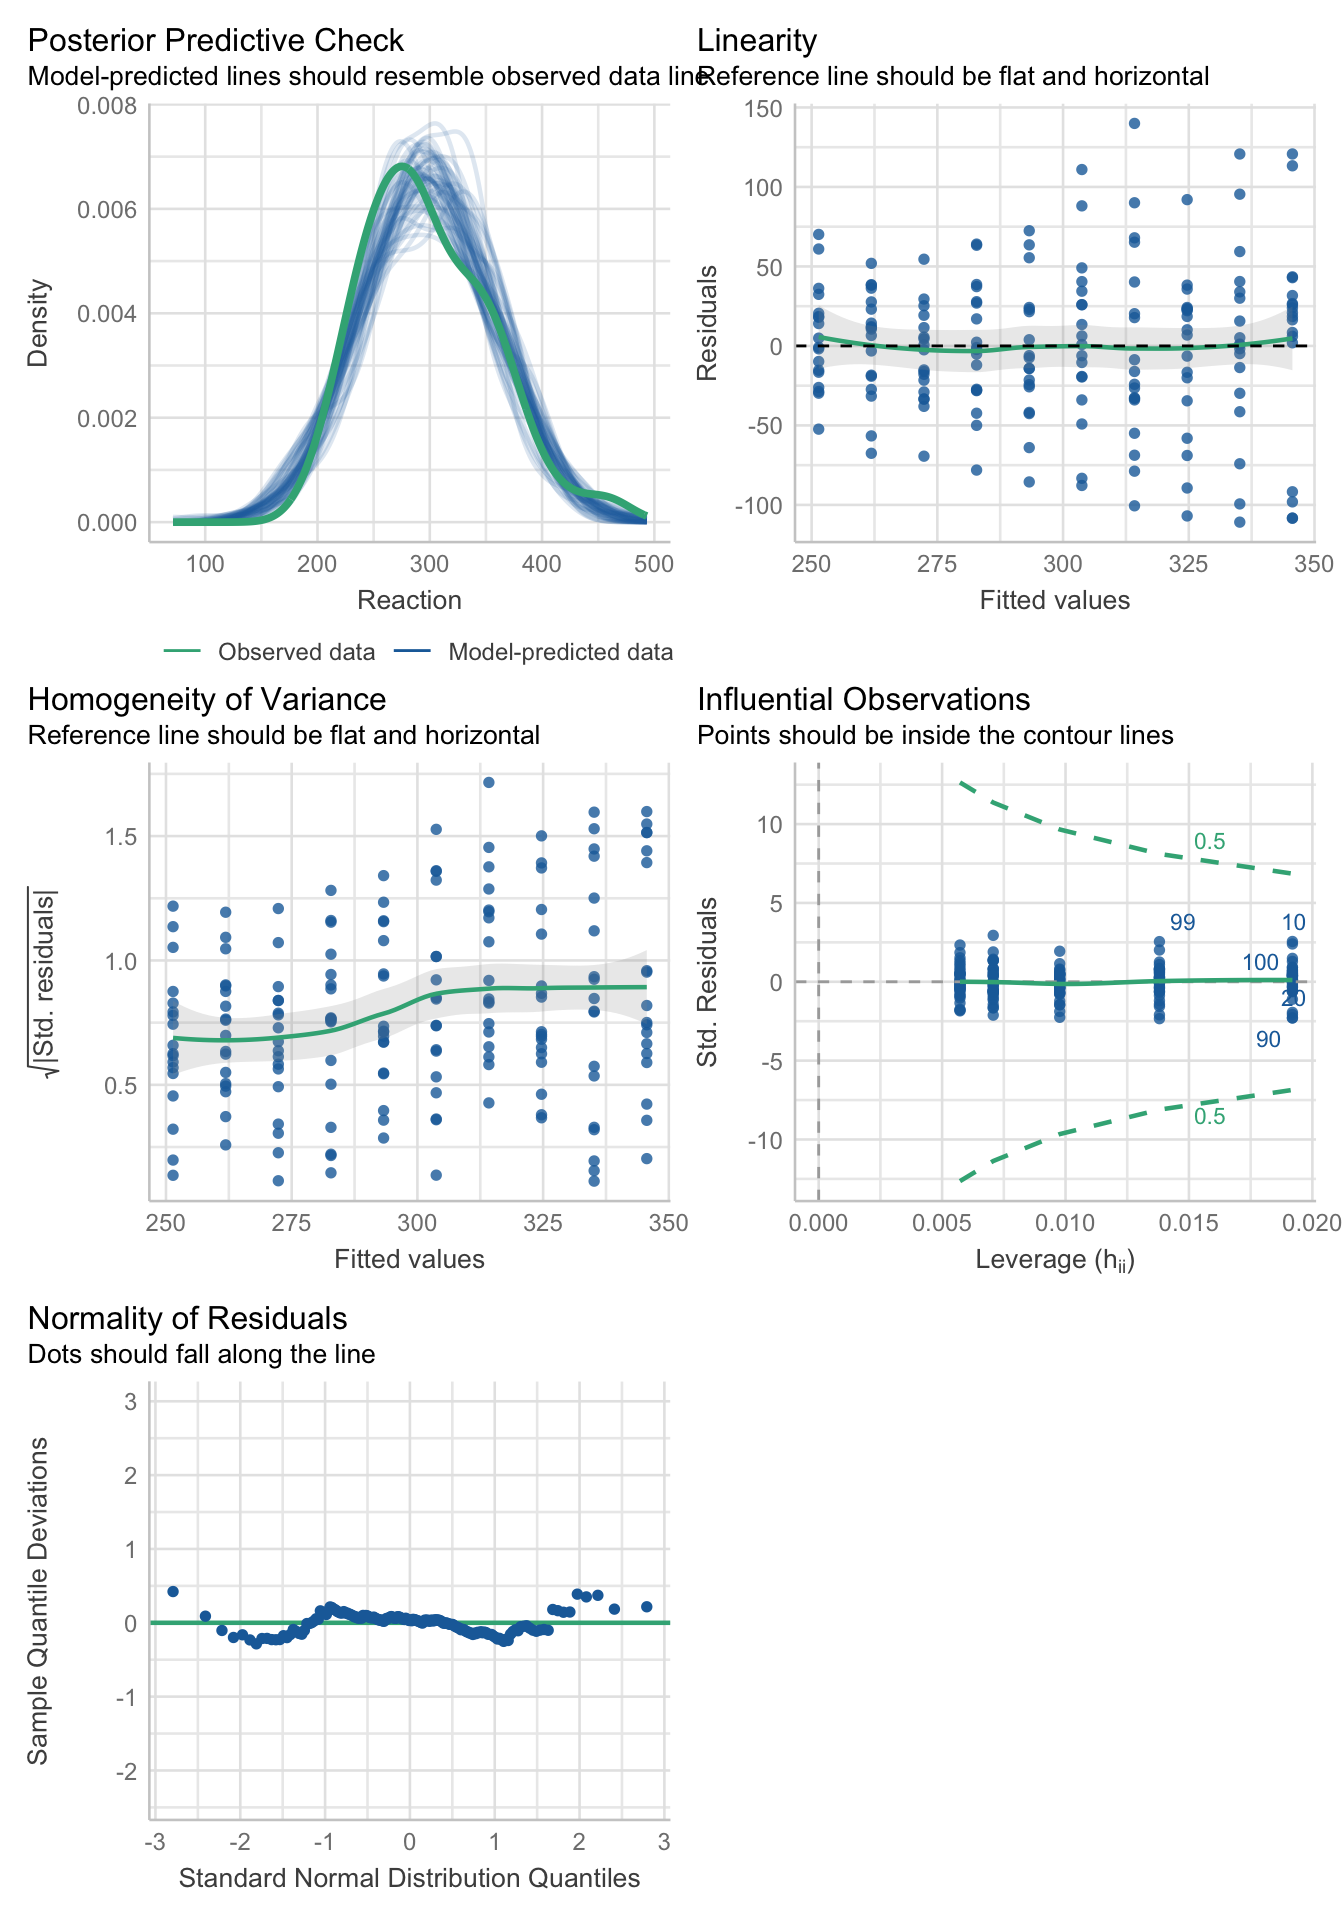 Posterior Predictive Check
Model-predicted lines should resemble observed data line
0.008
0.006
0.004
0.002
0.000
Density
100 200 300 400 500
Reaction
Observed data Model-predicted data
Linearity
Reference line should be flat and horizontal
150
100
50
0
-50
-100
Residuals
250 275 300 325 350
Fitted values
Homogeneity of Variance
Reference line should be flat and horizontal
1.5
1.0
0.5
√|Std. residuals|
250 275 300 325 350
Fitted values
Influential Observations
Points should be inside the contour lines
10
5
0
-5
-10
Std. Residuals
0.5
99 10
100
20
90
0.5
0.000 0.005 0.010 0.015 0.020
Leverage (hii)
Normality of Residuals
Dots should fall along the line
3
2
1
0
-1
-2
Sample Quantile Deviations
-3 -2 -1 0 1 2 3
Standard Normal Distribution Quantiles